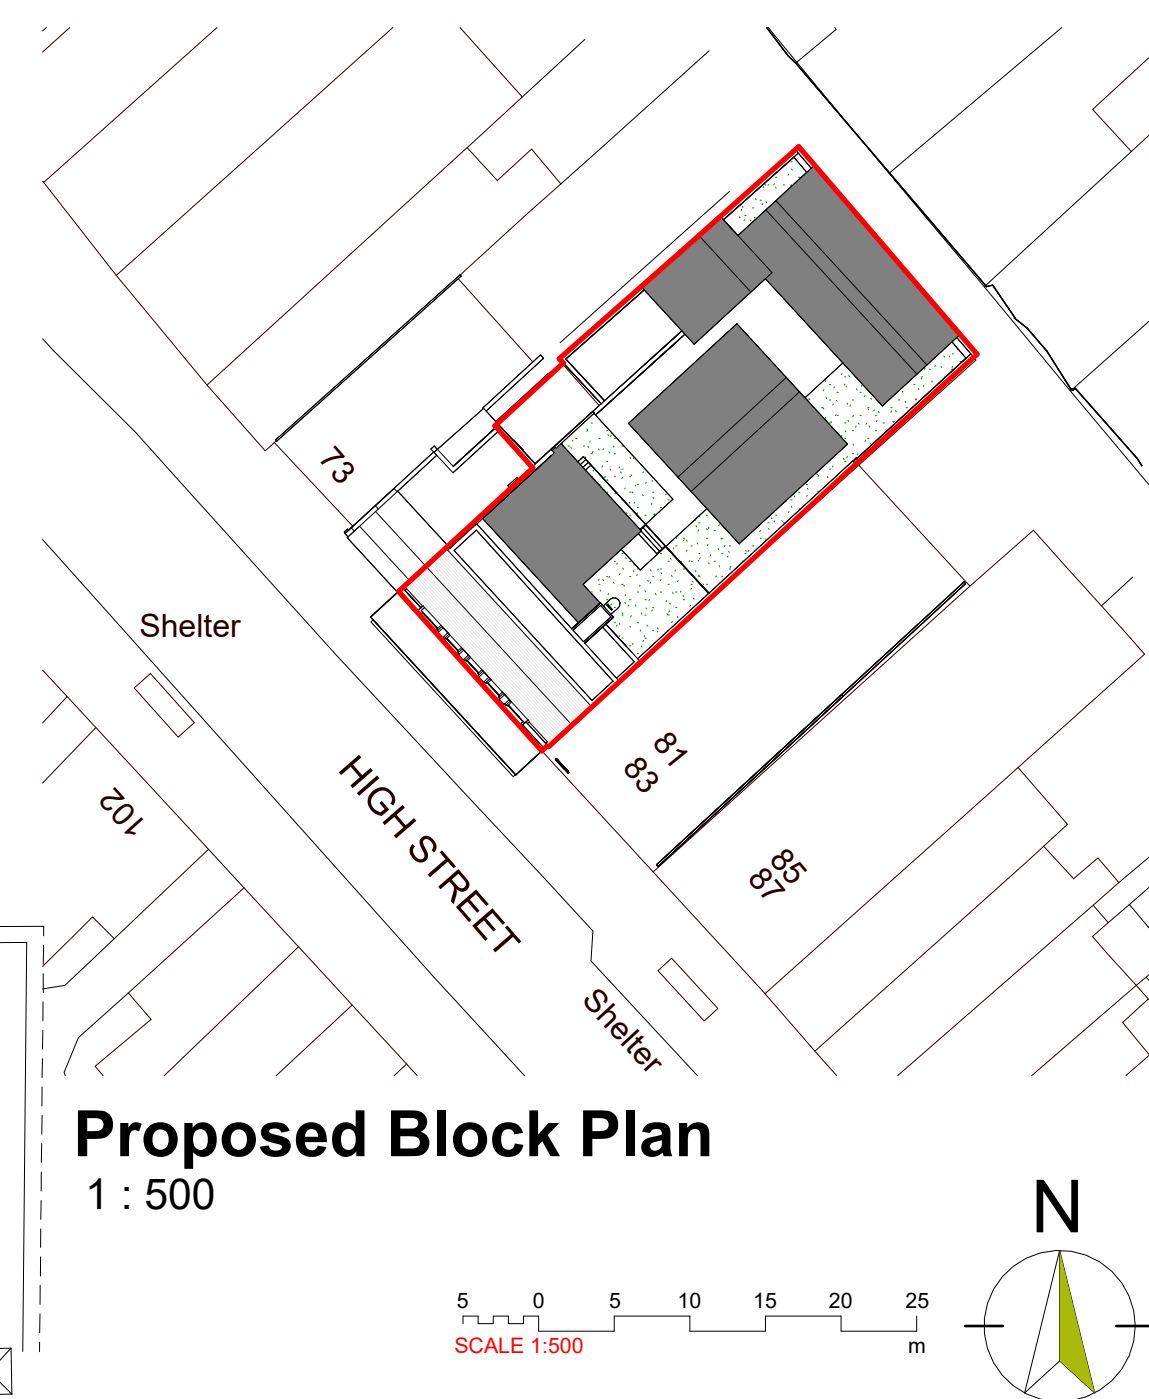 73
Shelter
102
HIGH STREET
81
83
85
87
Shelter
Proposed Block Plan
1 : 500
N
5 0 5 10 15 20 25
SCALE 1:500
m